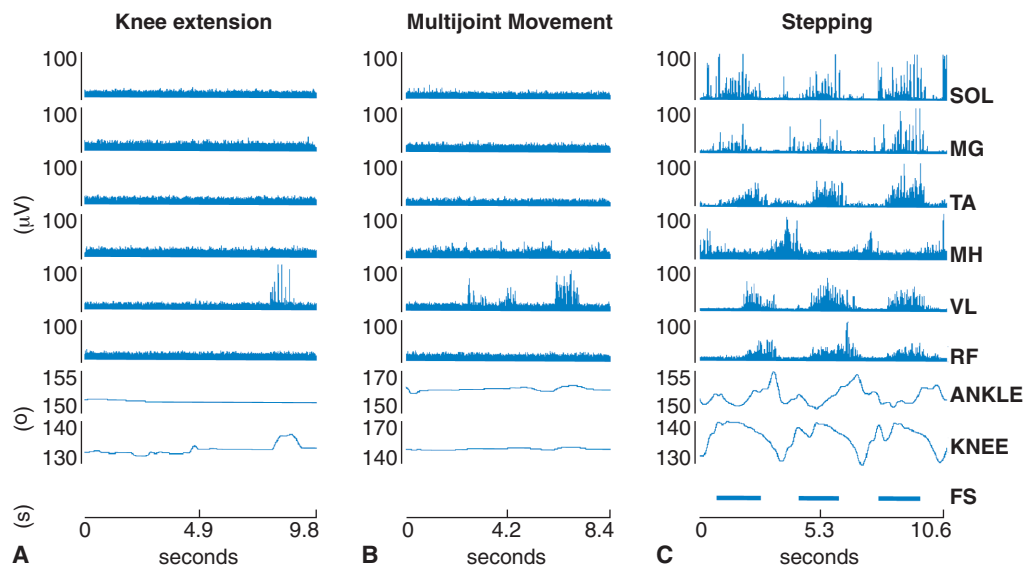 Knee extension Multijoint Movement Stepping
100 100 100 SOL
100 100 100 MG
100 100 100 TA
(μV)
100 100 100 MH
100 100 100 VL
100 100 100 RF
155 170 155 ANKLE
150 150 150
(o)
140 170 140 KNEE
130 140 130
FS
(s)
0 4.9 9.8 0 4.2 8.4 0 5.3 10.6
A seconds B seconds C seconds